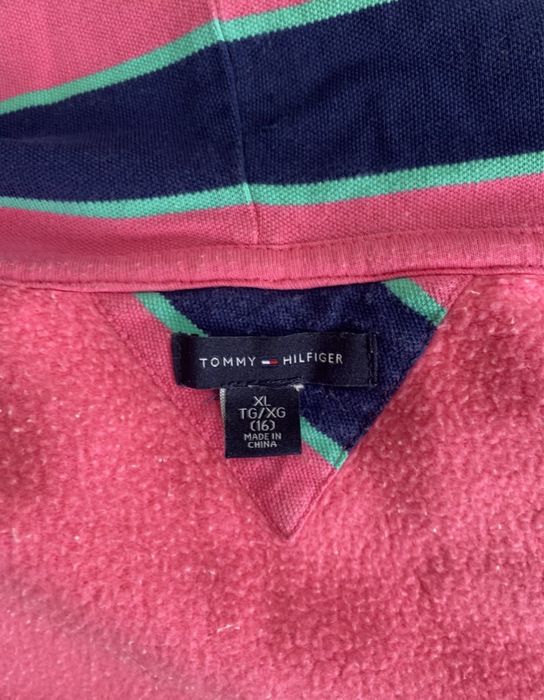 TOMMY HILFIGER
XL
TG/XG
(16)
MADE IN
CHINA